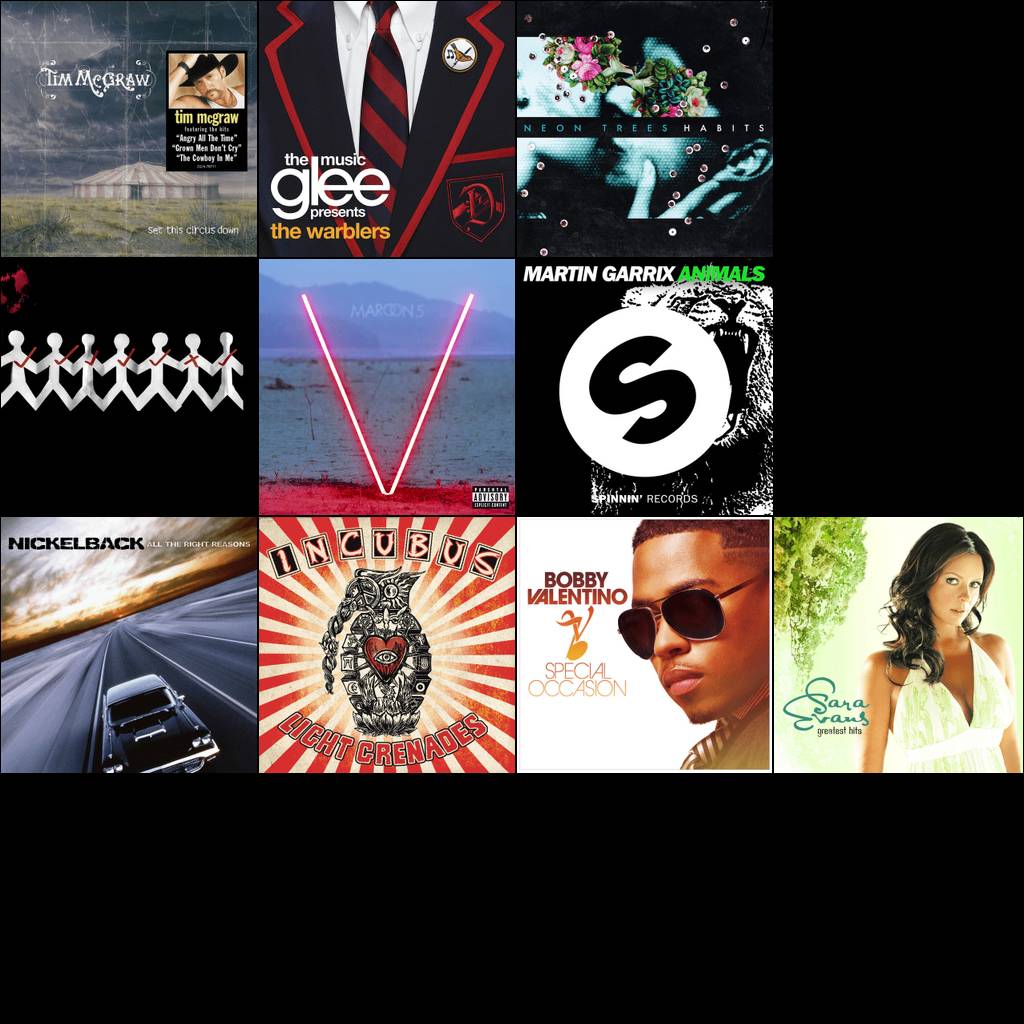 TIM McGRAW
tim mcgraw
featuring the hits
"Angry All The Time"
"Grown Men Don't Cry"
"The Cowboy In Me"
set this circus down
the music
glee
presents
the warblers
D
NEON TREES HABITS
MAROON 5
V
PARENTAL
ADVISORY
EXPLICIT CONTENT
MARTIN GARRIX ANIMALS
S
SPINNIN' RECORDS
NICKELBACK ALL THE RIGHT REASONS
INCUBUS
LIGHT GRENADES
BOBBY
VALENTINO
SPECIAL
OCCASION
Sara
Evans
greatest hits